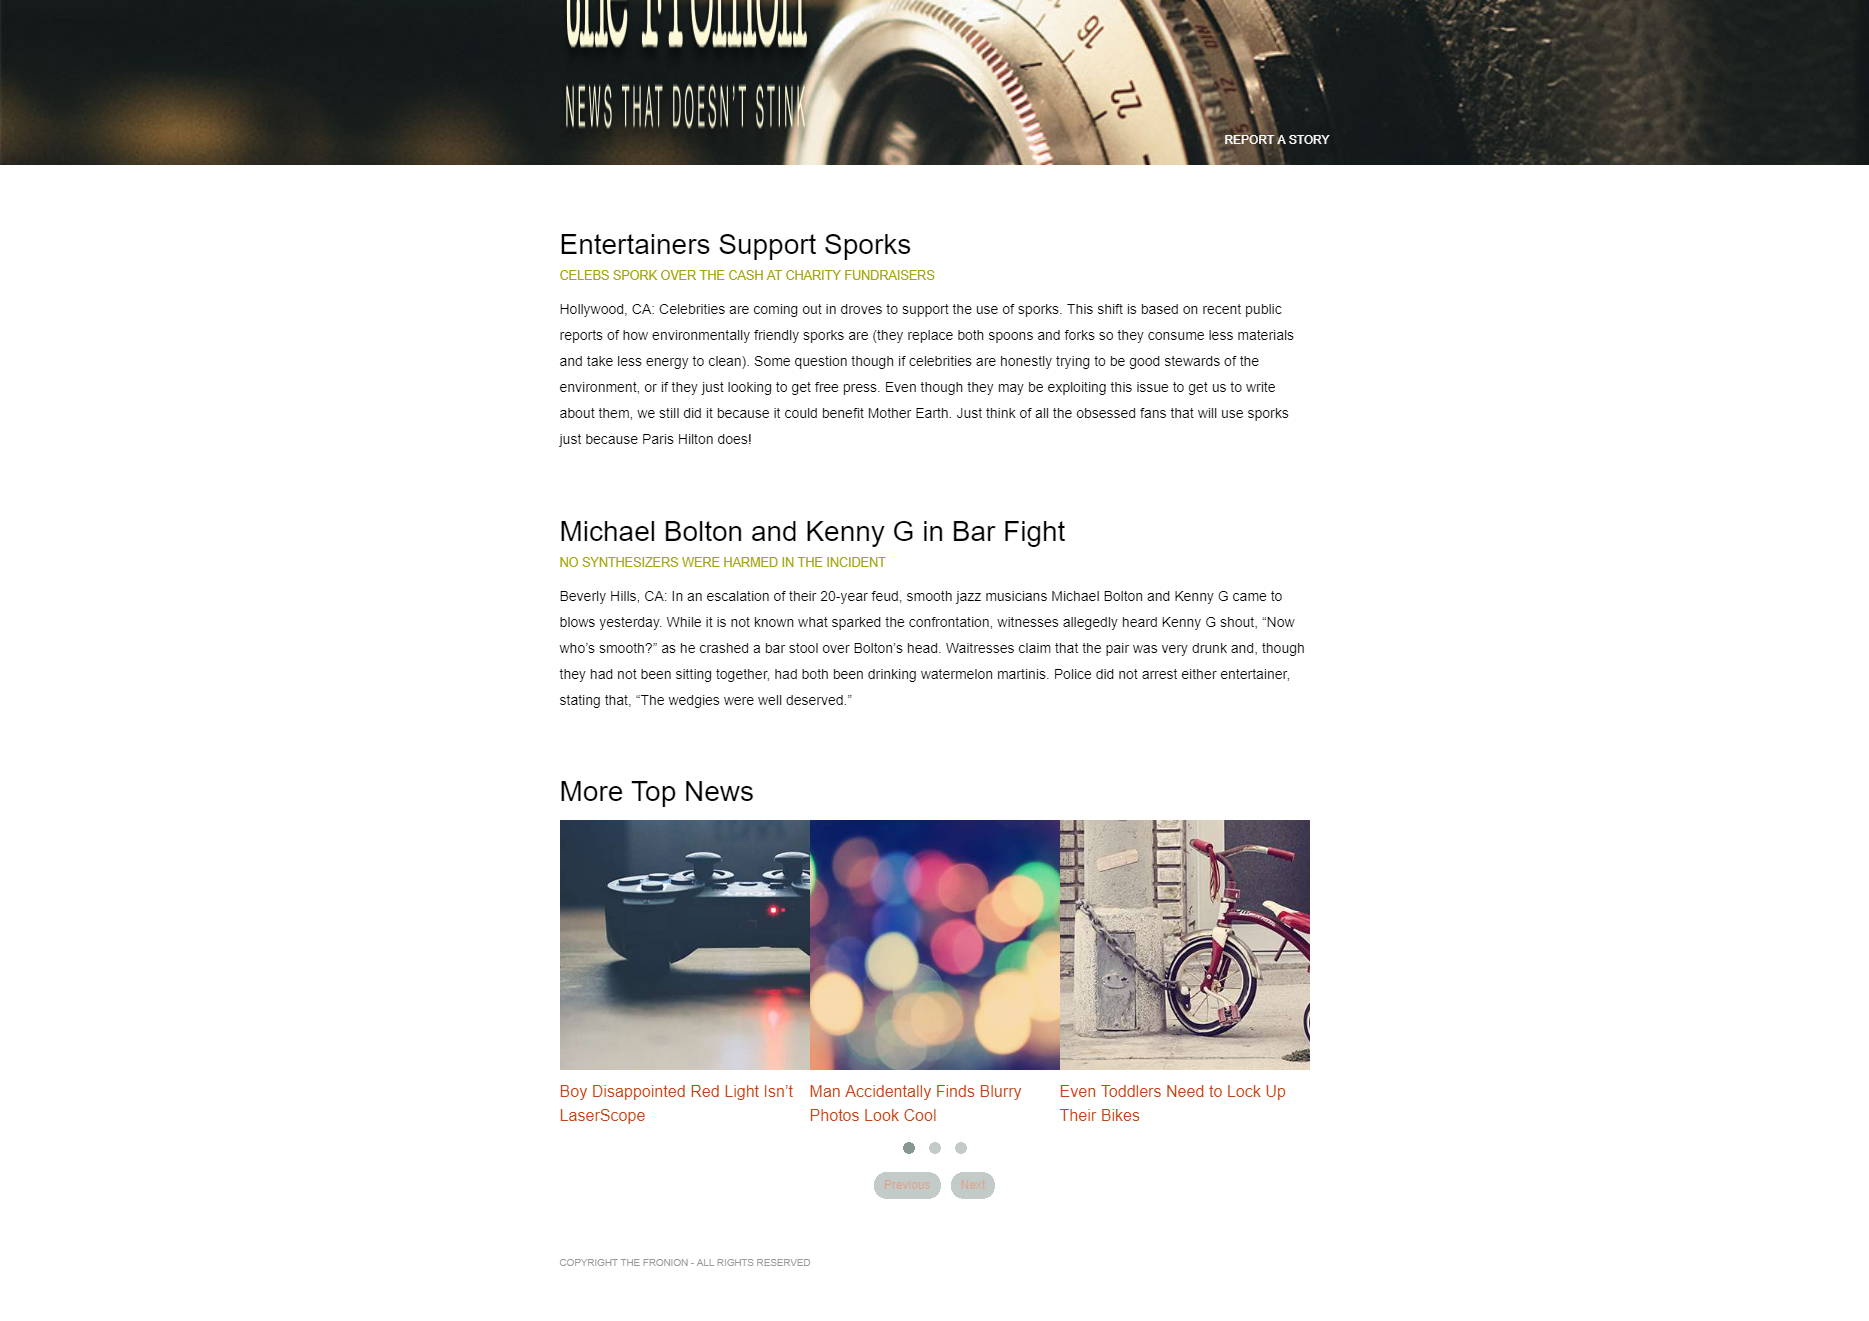 the Fronion
NEWS THAT DOESN'T STINK
REPORT A STORY
Entertainers Support Sporks
CELEBS SPORK OVER THE CASH AT CHARITY FUNDRAISERS
Hollywood, CA: Celebrities are coming out in droves to support the use of sporks. This shift is based on recent public
reports of how environmentally friendly sporks are (they replace both spoons and forks so they consume less materials
and take less energy to clean). Some question though if celebrities are honestly trying to be good stewards of the
environment, or if they just looking to get free press. Even though they may be exploiting this issue to get us to write
about them, we still did it because it could benefit Mother Earth. Just think of all the obsessed fans that will use sporks
just because Paris Hilton does!
Michael Bolton and Kenny G in Bar Fight
NO SYNTHESIZERS WERE HARMED IN THE INCIDENT
Beverly Hills, CA: In an escalation of their 20-year feud, smooth jazz musicians Michael Bolton and Kenny G came to
blows yesterday. While it is not known what sparked the confrontation, witnesses allegedly heard Kenny G shout, “Now
who’s smooth?” as he crashed a bar stool over Bolton’s head. Waitresses claim that the pair was very drunk and, though
they had not been sitting together, had both been drinking watermelon martinis. Police did not arrest either entertainer,
stating that, “The wedgies were well deserved.”
More Top News
Boy Disappointed Red Light Isn’t
LaserScope
Man Accidentally Finds Blurry
Photos Look Cool
Even Toddlers Need to Lock Up
Their Bikes
Previous
Next
COPYRIGHT THE FRONION - ALL RIGHTS RESERVED
16
22
DIN
12
ON
SONY